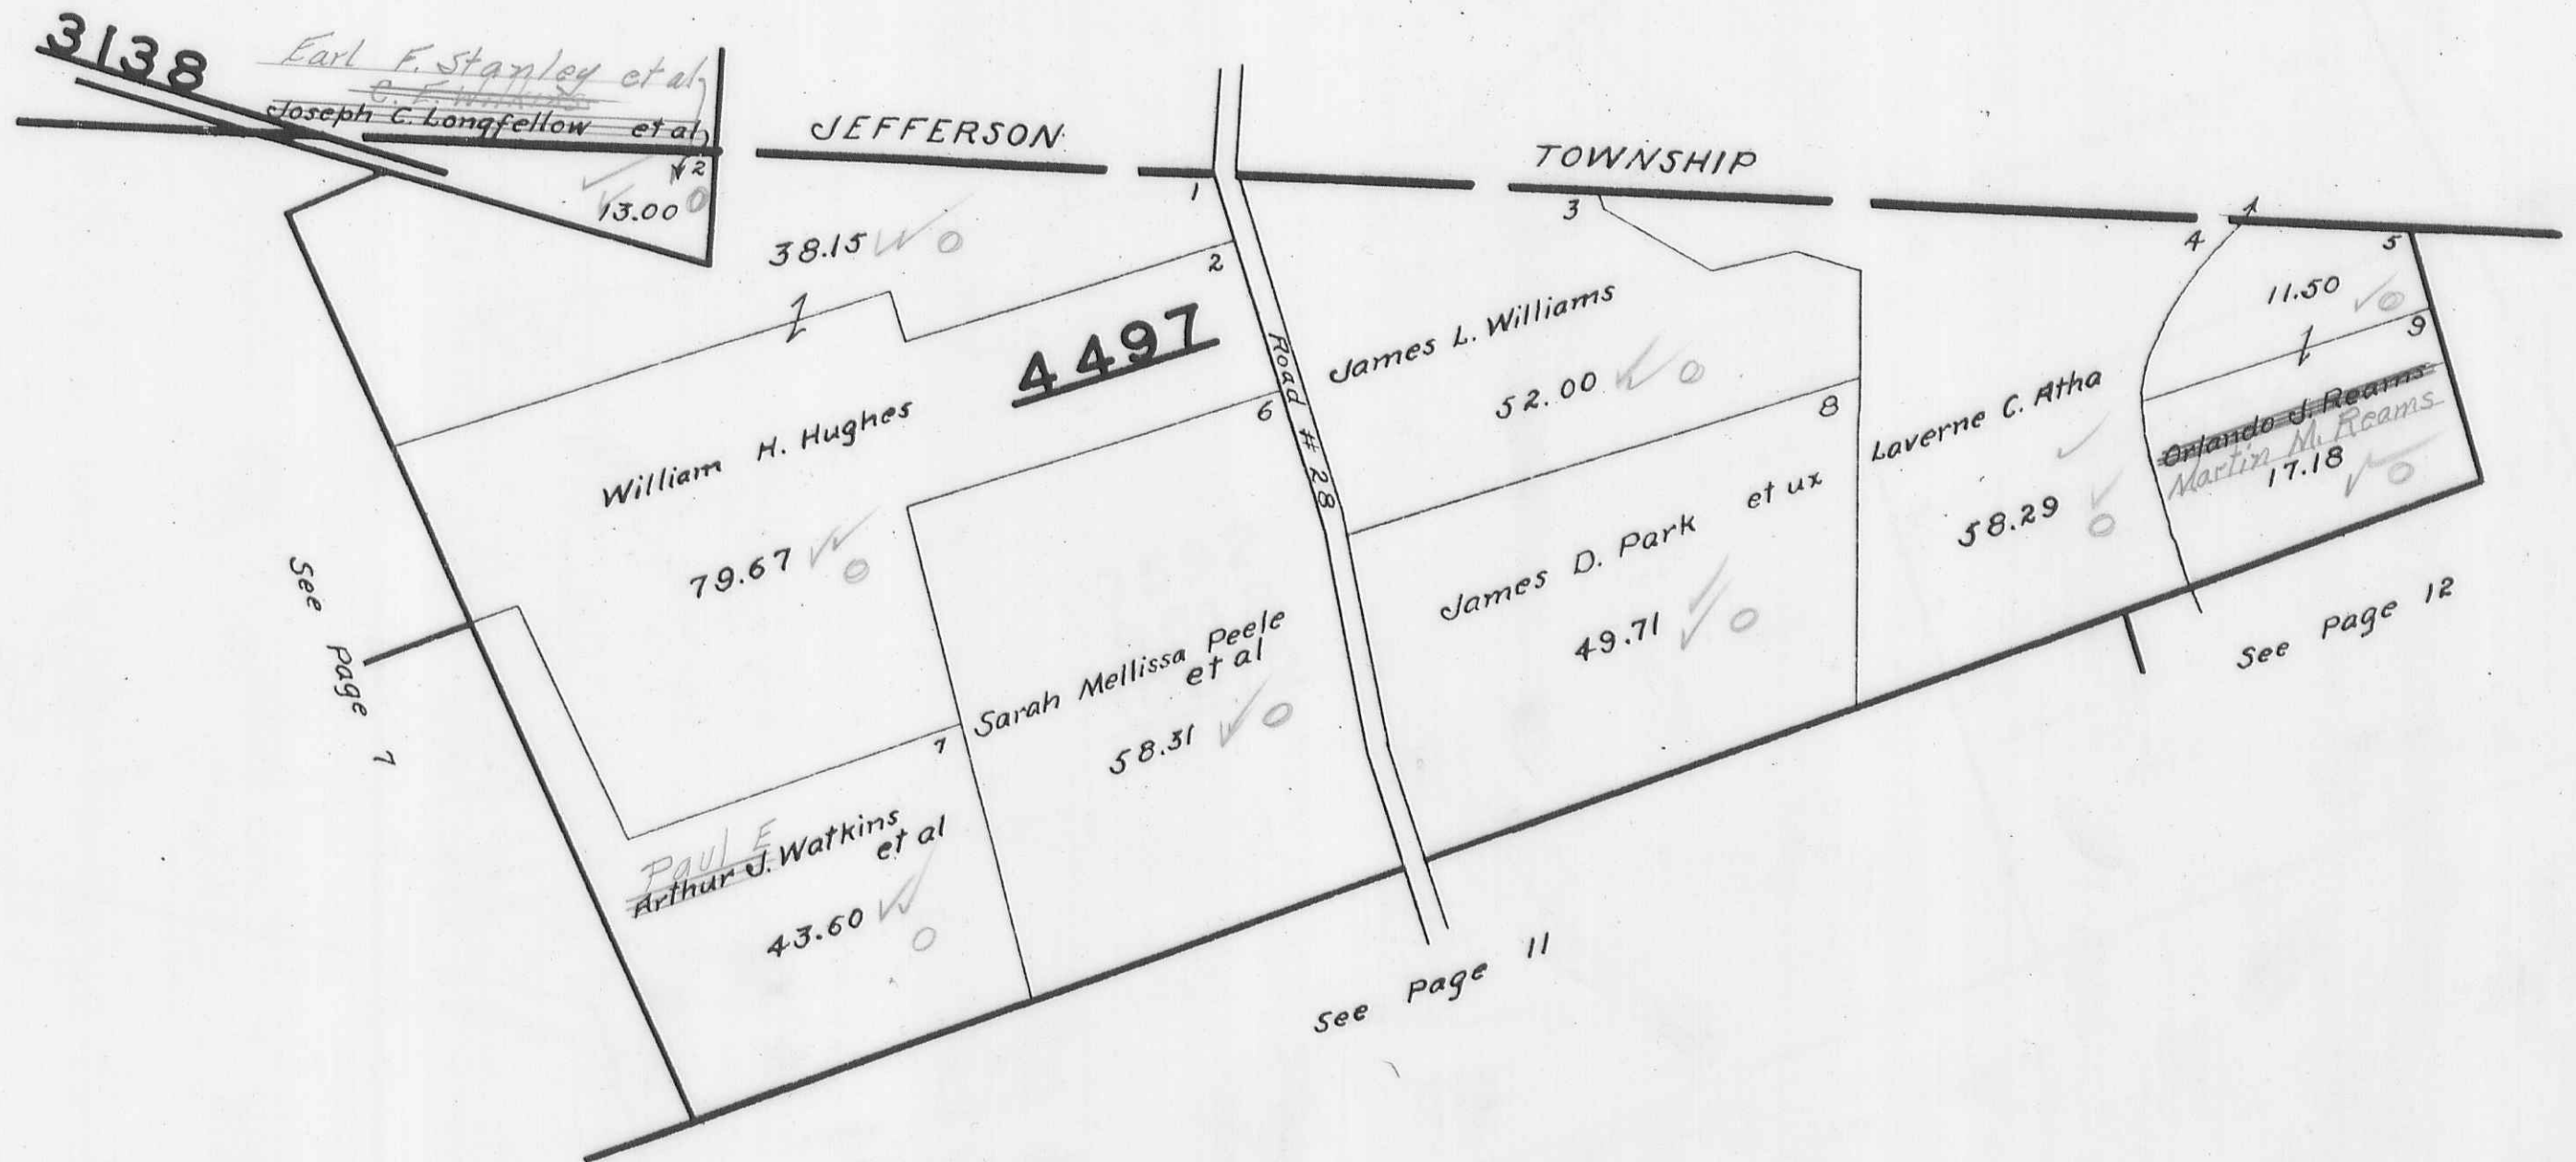 3138
Earl F. Stanley et al
C. E. Watkins
Joseph C. Longfellow et al
2
13.00
JEFFERSON TOWNSHIP
1
38.15
2
4497
William H. Hughes
79.67
Road # 28
3
James L. Williams
52.00
4
5
11.50
9
Orlando J. Reams
Martin M. Reams
17.18
Laverne C. Atha
58.29
8
James D. Park et ux
49.71
6
Sarah Mellissa Peele
et al
58.31
7
Paul E
Arthur J. Watkins
et al
43.60
See Page 7
See Page 11
See Page 12